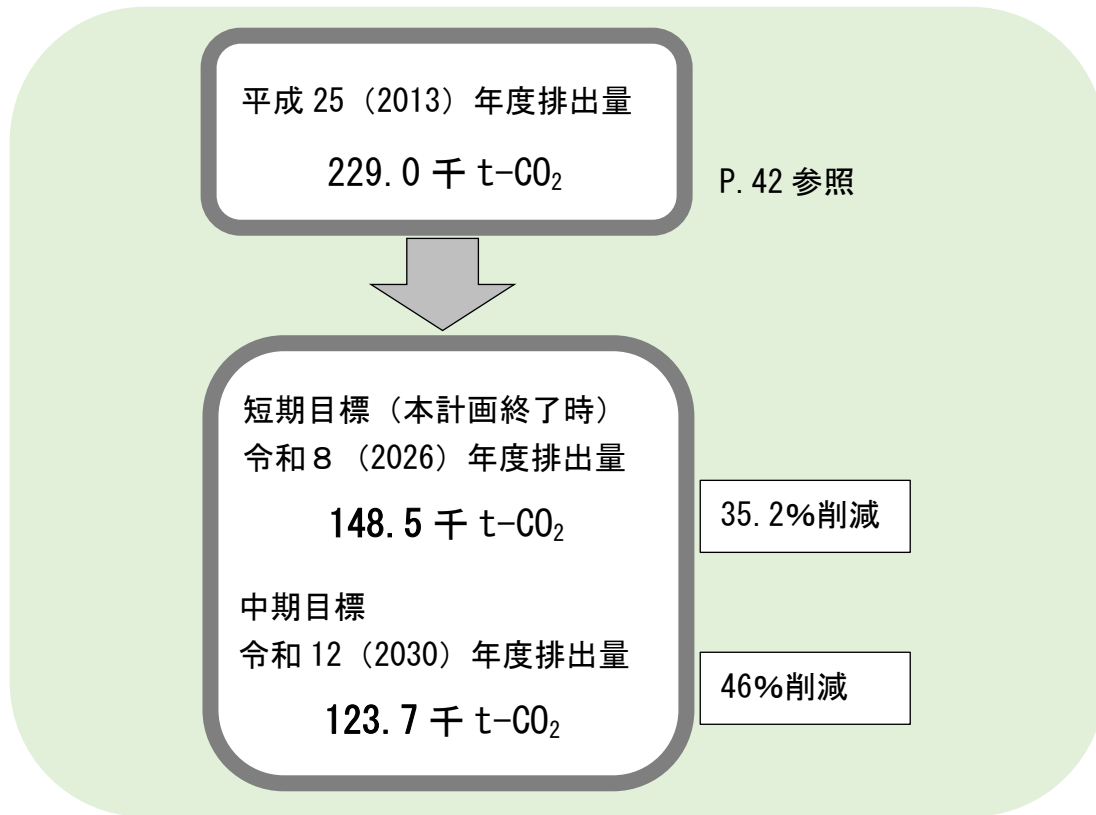 平成 25（2013）年度排出量
229.0 千 t-CO₂
P.42 参照
短期目標（本計画終了時）
令和８（2026）年度排出量
148.5 千 t-CO₂
35.2%削減
中期目標
令和 12（2030）年度排出量
123.7 千 t-CO₂
46%削減